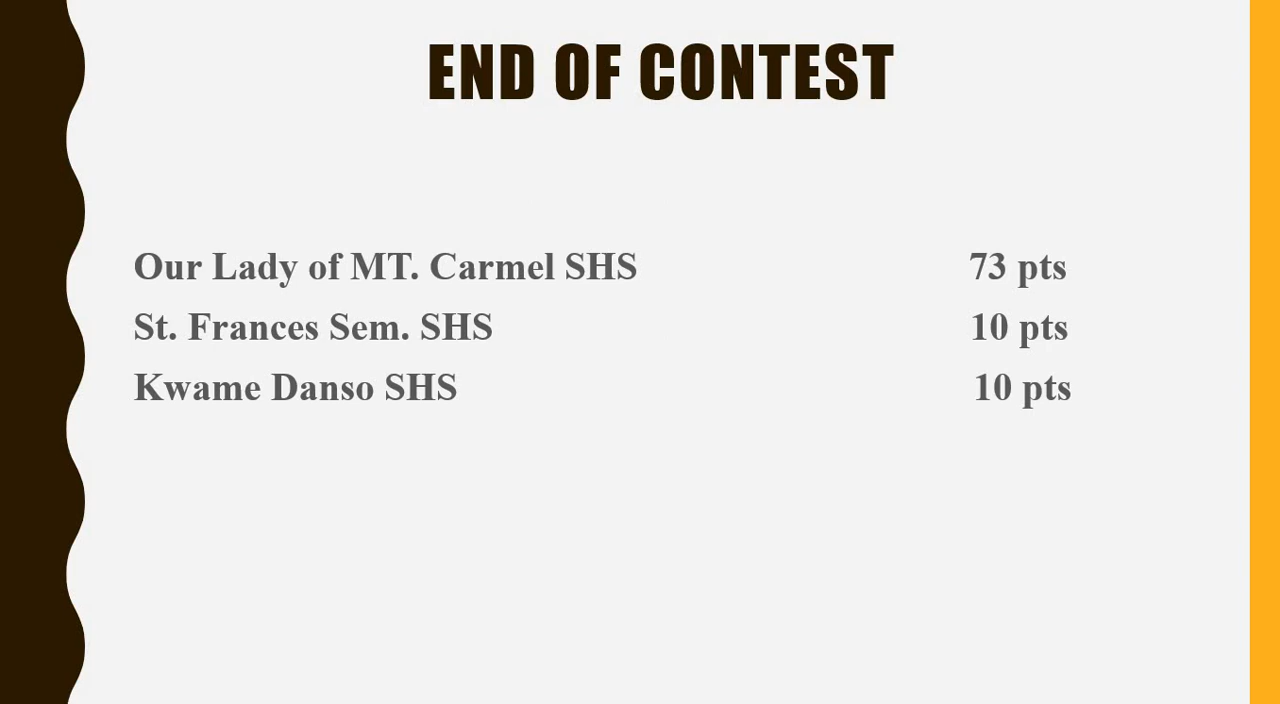 END OF CONTEST
Our Lady of MT. Carmel SHS 73 pts
St. Frances Sem. SHS 10 pts
Kwame Danso SHS 10 pts